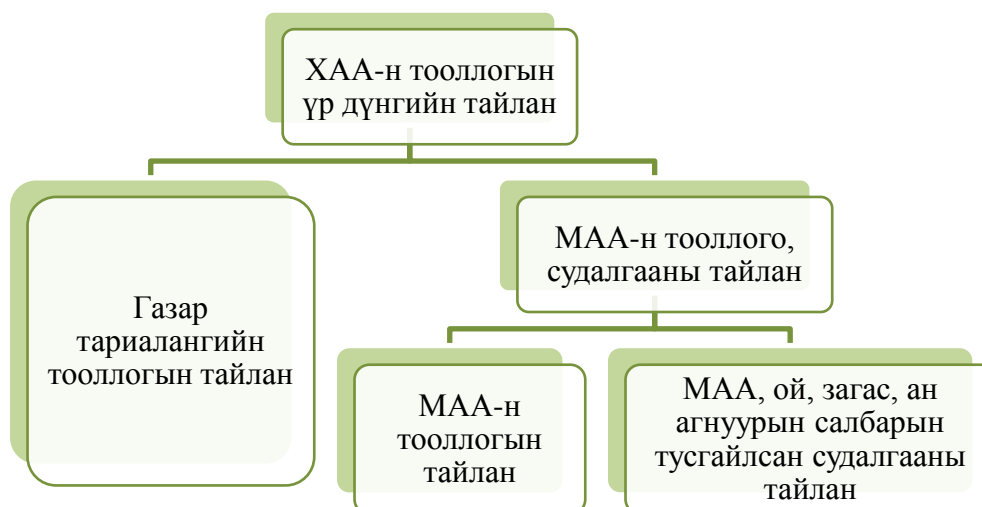 ХАА-н тооллогын
үр дүнгийн тайлан
Газар
тариалангийн
тооллогын тайлан
МАА-н тооллого,
судалгааны тайлан
МАА-н
тооллогын
тайлан
МАА, ой, загас, ан
агнуурын салбарын
тусгайлсан судалгааны
тайлан